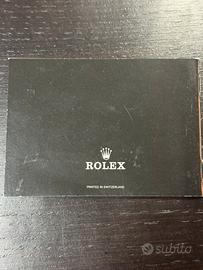 ROLEX
PRINTED IN SWITZERLAND
subito